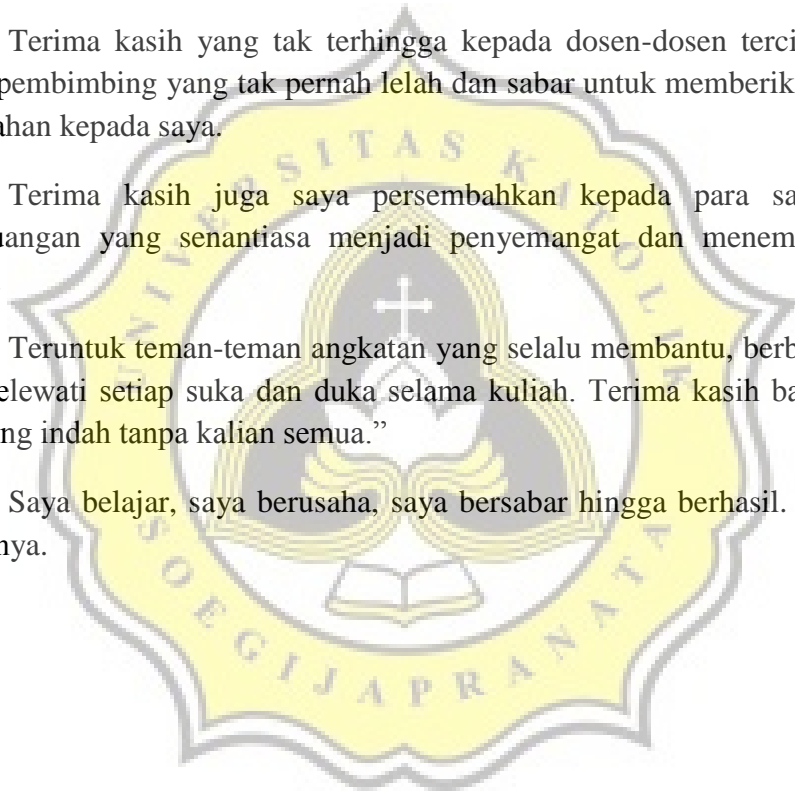 Terima kasih yang tak terhingga kepada dosen-dosen terci
pembimbing yang tak pernah lelah dan sabar untuk memberik
ahan kepada saya.
Terima kasih juga saya persembahkan kepada para sa
uangan yang senantiasa menjadi penyemangat dan menem
Teruntuk teman-teman angkatan yang selalu membantu, berb
elewati setiap suka dan duka selama kuliah. Terima kasih ba
ng indah tanpa kalian semua.”
Saya belajar, saya berusaha, saya bersabar hingga berhasil.
nya.
UNIVERSITAS KATOLIK
SOEGIJAPRANATA